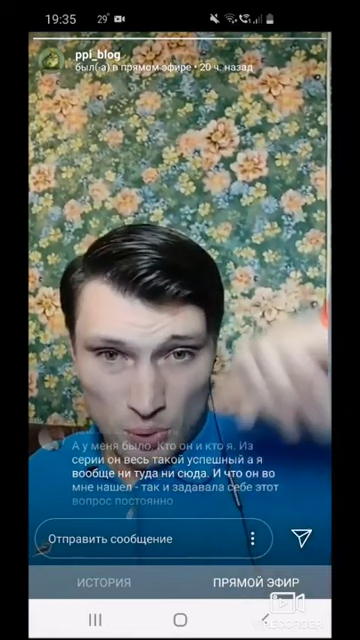 19:35
29°
ppl_blog
был(-а) в прямом эфире • 20 ч. назад
А у меня было. Кто он и кто я. Из
серии он весь такой успешный а я
вообще ни туда ни сюда. И что он во
мне нашел - так и задавала себе этот
вопрос постоянно
Отправить сообщение
ИСТОРИЯ
ПРЯМОЙ ЭФИР
RECORDER